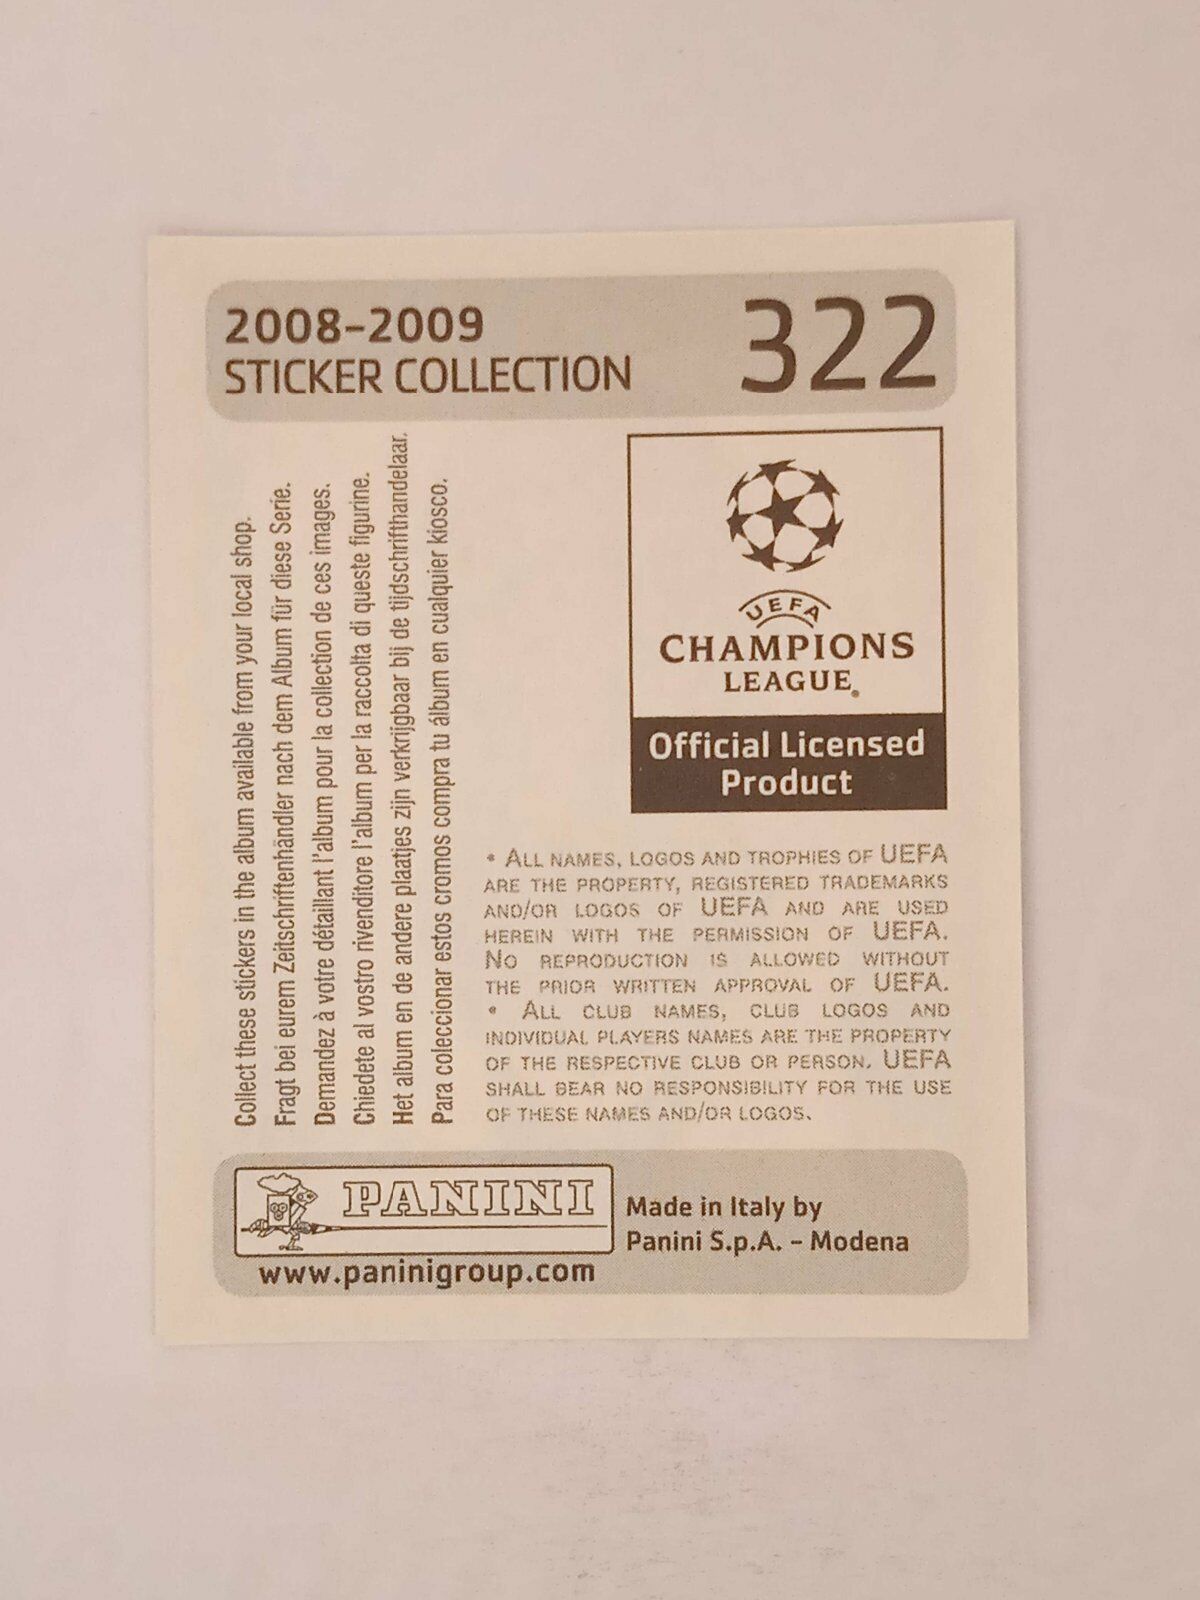 2008-2009
STICKER COLLECTION
322
Collect these stickers in the album available from your local shop.
Fragt bei eurem Zeitschriftenhändler nach dem Album für diese Serie.
Demandez à votre détaillant l'album pour la collection de ces images.
Chiedete al vostro rivenditore l'album per la raccolta di queste figurine.
Het album en de andere plaatjes zijn verkrijgbaar bij de tijdschrifthandelaar.
Para coleccionar estos cromos compra tu álbum en cualquier kiosco.
UEFA
CHAMPIONS
LEAGUE®
Official Licensed
Product
• ALL NAMES, LOGOS AND TROPHIES OF UEFA
ARE THE PROPERTY, REGISTERED TRADEMARKS
AND/OR LOGOS OF UEFA AND ARE USED
HEREIN WITH THE PERMISSION OF UEFA.
NO REPRODUCTION IS ALLOWED WITHOUT
THE PRIOR WRITTEN APPROVAL OF UEFA.
• ALL CLUB NAMES, CLUB LOGOS AND
INDIVIDUAL PLAYERS NAMES ARE THE PROPERTY
OF THE RESPECTIVE CLUB OR PERSON. UEFA
SHALL BEAR NO RESPONSIBILITY FOR THE USE
OF THESE NAMES AND/OR LOGOS.
PANINI
www.paninigroup.com
Made in Italy by
Panini S.p.A. - Modena